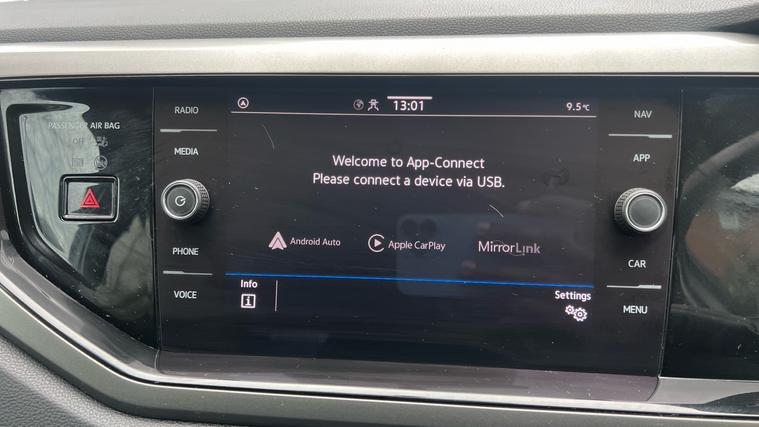 PASSENGER AIR BAG
OFF
RADIO
MEDIA
PHONE
VOICE
13:01
9.5°C
Welcome to App-Connect
Please connect a device via USB.
Android Auto
Apple CarPlay
MirrorLink
Info
Settings
NAV
APP
CAR
MENU